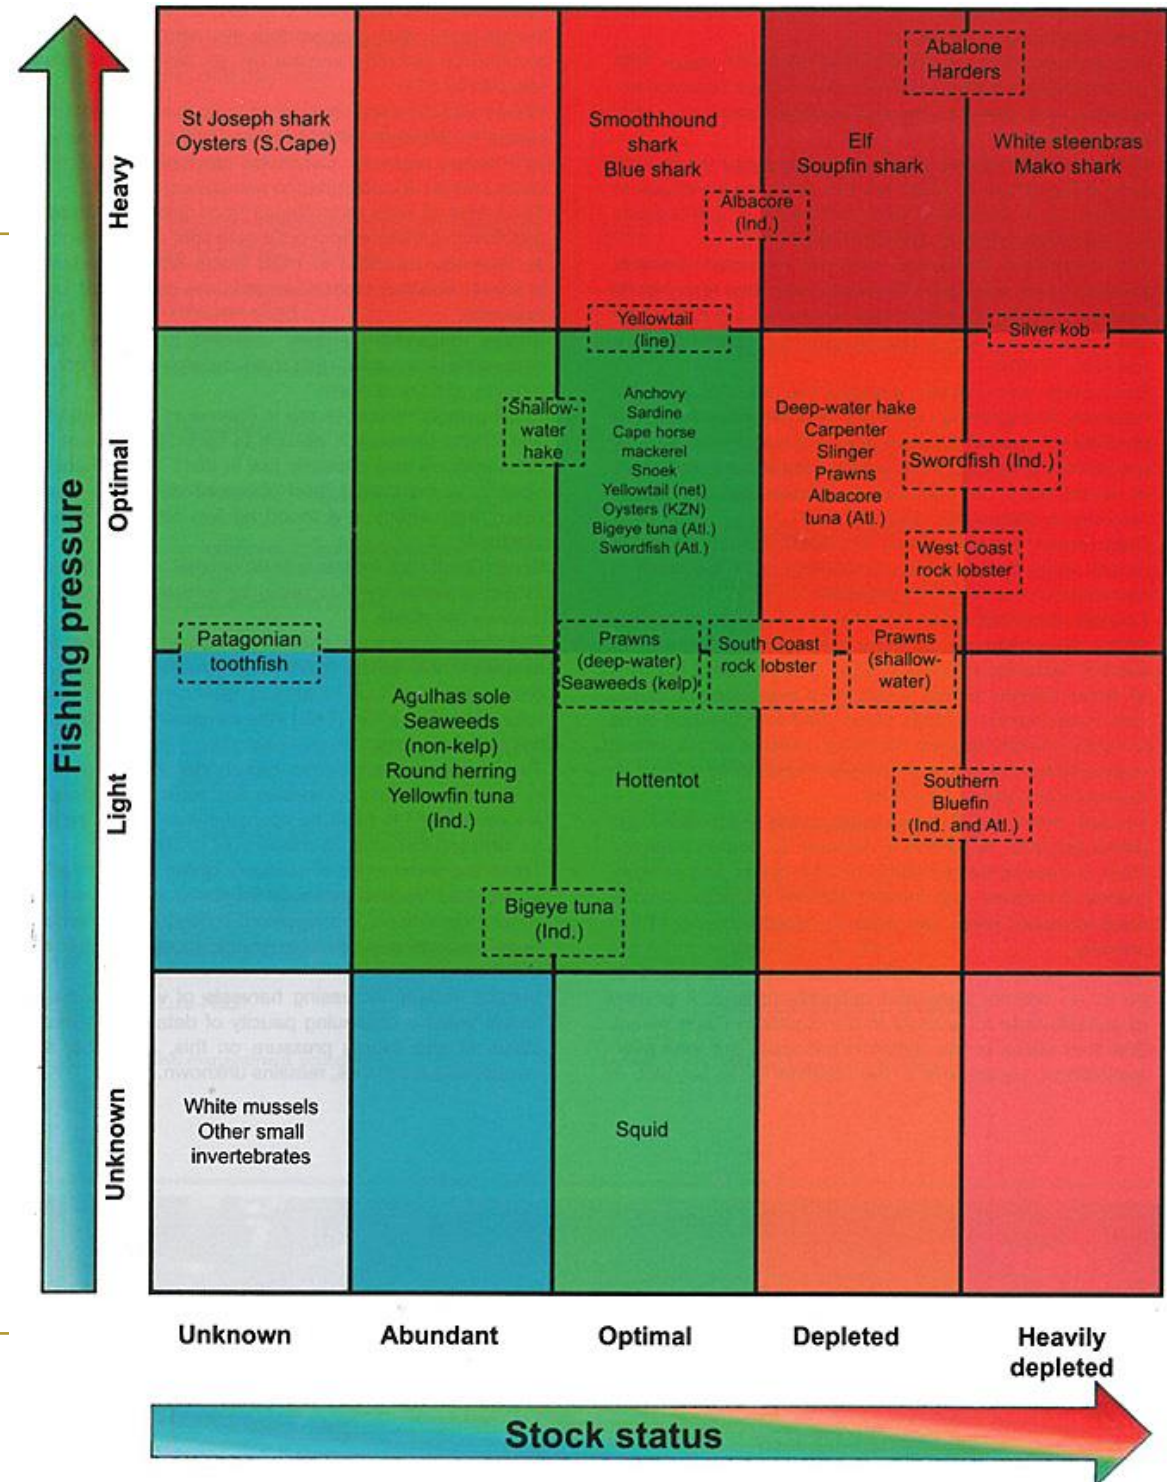 Abalone
Harders
St Joseph shark
Oysters (S.Cape)
Smoothhound
shark
Blue shark
Elf
Soupfin shark
White steenbras
Mako shark
Albacore
(Ind.)
Heavy
Yellowtail
(line)
Silver kob
Shallow-
water
hake
Anchovy
Sardine
Cape horse
mackerel
Snoek
Yellowtail (net)
Oysters (KZN)
Bigeye tuna (Atl.)
Swordfish (Atl.)
Deep-water hake
Carpenter
Slinger
Prawns
Albacore
tuna (Atl.)
Swordfish (Ind.)
West Coast
rock lobster
Optimal
Fishing pressure
Patagonian
toothfish
Prawns
(deep-water)
Seaweeds (kelp)
South Coast
rock lobster
Prawns
(shallow-
water)
Agulhas sole
Seaweeds
(non-kelp)
Round herring
Yellowfin tuna
(Ind.)
Hottentot
Southern
Bluefin
(Ind. and Atl.)
Light
Bigeye tuna
(Ind.)
White mussels
Other small
invertebrates
Squid
Unknown
Unknown
Abundant
Optimal
Depleted
Heavily
depleted
Stock status